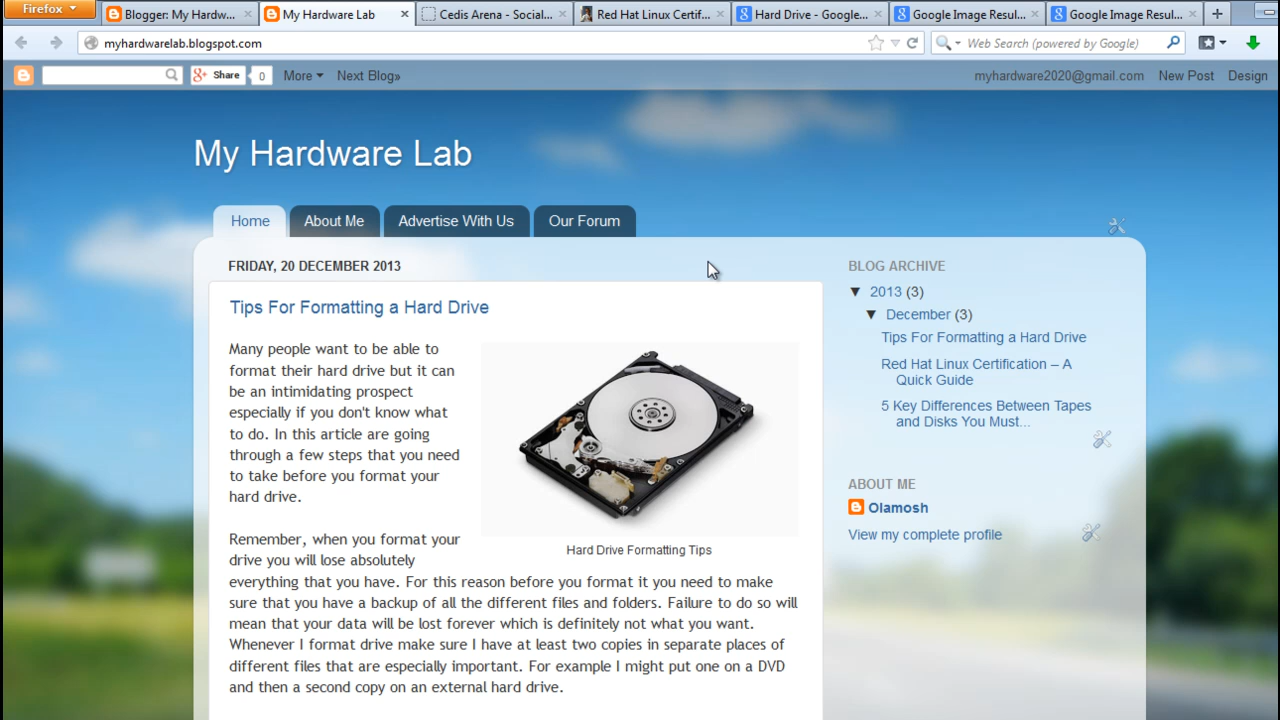 Firefox
Blogger: My Hardw... ×
My Hardware Lab ×
Cedis Arena - Social... ×
Red Hat Linux Certif... ×
Hard Drive - Google... ×
Google Image Resul... ×
Google Image Resul... ×
myhardwarelab.blogspot.com
Web Search (powered by Google)
Share 0 More Next Blog» myhardware2020@gmail.com New Post Design
My Hardware Lab
Home About Me Advertise With Us Our Forum
FRIDAY, 20 DECEMBER 2013
Tips For Formatting a Hard Drive
Many people want to be able to
format their hard drive but it can
be an intimidating prospect
especially if you don't know what
to do. In this article are going
through a few steps that you need
to take before you format your
hard drive.
Hard Drive Formatting Tips
Remember, when you format your
drive you will lose absolutely
everything that you have. For this reason before you format it you need to make
sure that you have a backup of all the different files and folders. Failure to do so will
mean that your data will be lost forever which is definitely not what you want.
Whenever I format drive make sure I have at least two copies in separate places of
different files that are especially important. For example I might put one on a DVD
and then a second copy on an external hard drive.
BLOG ARCHIVE
▼ 2013 (3)
▼ December (3)
Tips For Formatting a Hard Drive
Red Hat Linux Certification – A
Quick Guide
5 Key Differences Between Tapes
and Disks You Must...
ABOUT ME
Olamosh
View my complete profile